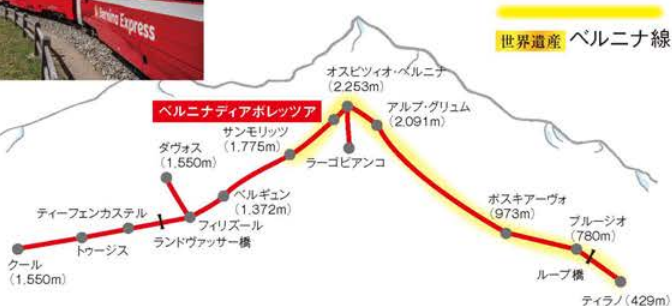 Bernina Express
世界遺産 ベルニナ線
オスピツィオ・ベルニナ
(2,253m)
ベルニナディアボレッツア
アルプ・グリュム
(2,091m)
サンモリッツ
(1,775m)
ダヴォス
(1,550m)
ラーゴビアンコ
ベルギュン
(1,372m)
ポスキアーヴォ
(973m)
ティーフェンカステル
フィリズール
ブルージオ
(780m)
トゥージス
ランドヴァッサー橋
クール
(1,550m)
ループ橋
ティラノ(429m)